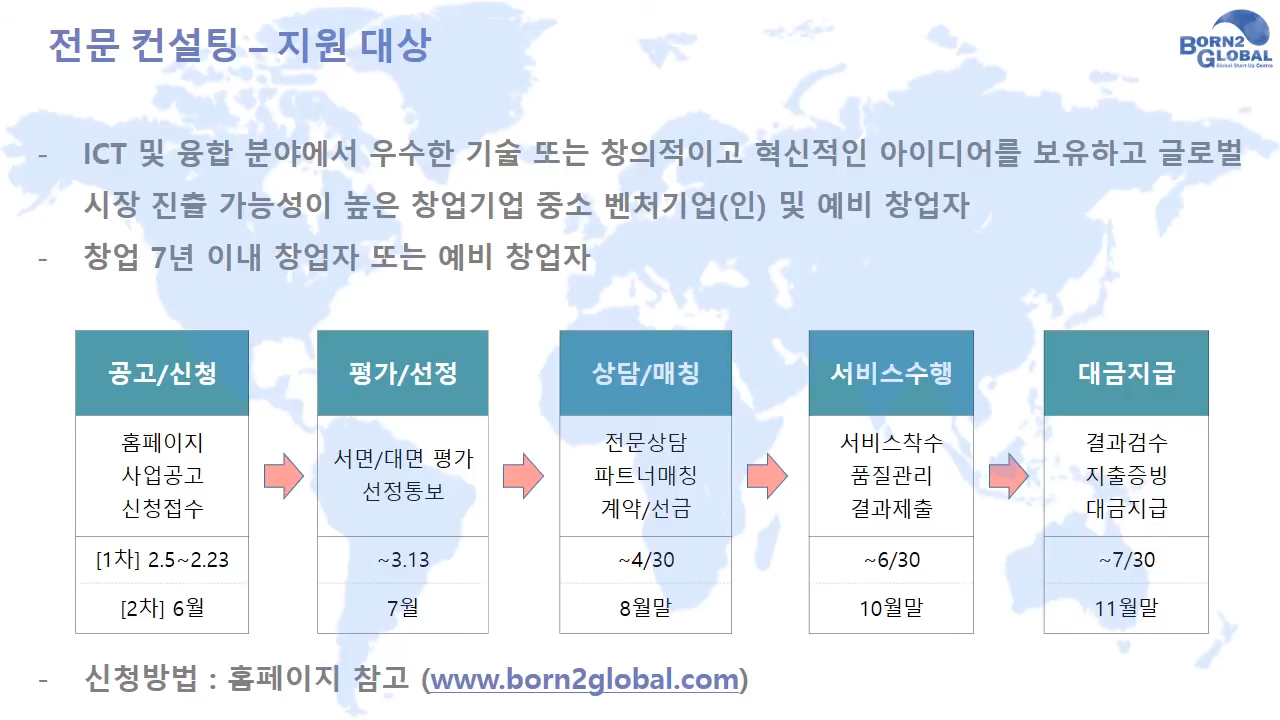 전문 컨설팅 – 지원 대상
BORN2
GLOBAL
Global Start-Up Centre
- ICT 및 융합 분야에서 우수한 기술 또는 창의적이고 혁신적인 아이디어를 보유하고 글로벌
시장 진출 가능성이 높은 창업기업 중소 벤처기업(인) 및 예비 창업자
- 창업 7년 이내 창업자 또는 예비 창업자
공고/신청
홈페이지
사업공고
신청접수
[1차] 2.5~2.23
[2차] 6월
평가/선정
서면/대면 평가
선정통보
~3.13
7월
상담/매칭
전문상담
파트너매칭
계약/선금
~4/30
8월말
서비스수행
서비스착수
품질관리
결과제출
~6/30
10월말
대금지급
결과검수
지출증빙
대금지급
~7/30
11월말
- 신청방법 : 홈페이지 참고 (www.born2global.com)